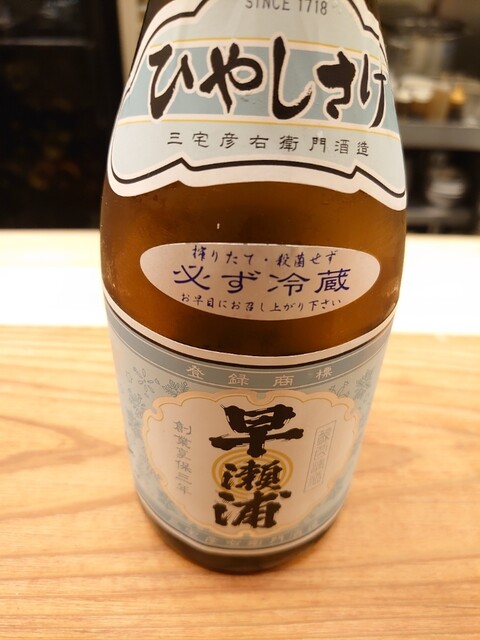 SINCE 1718
ひやしさけ
三宅彦右衛門酒造
搾りたて・殺菌せず
必ず冷蔵
お早目にお召し上がり下さい
登録商標
早瀬浦
創業享保三年